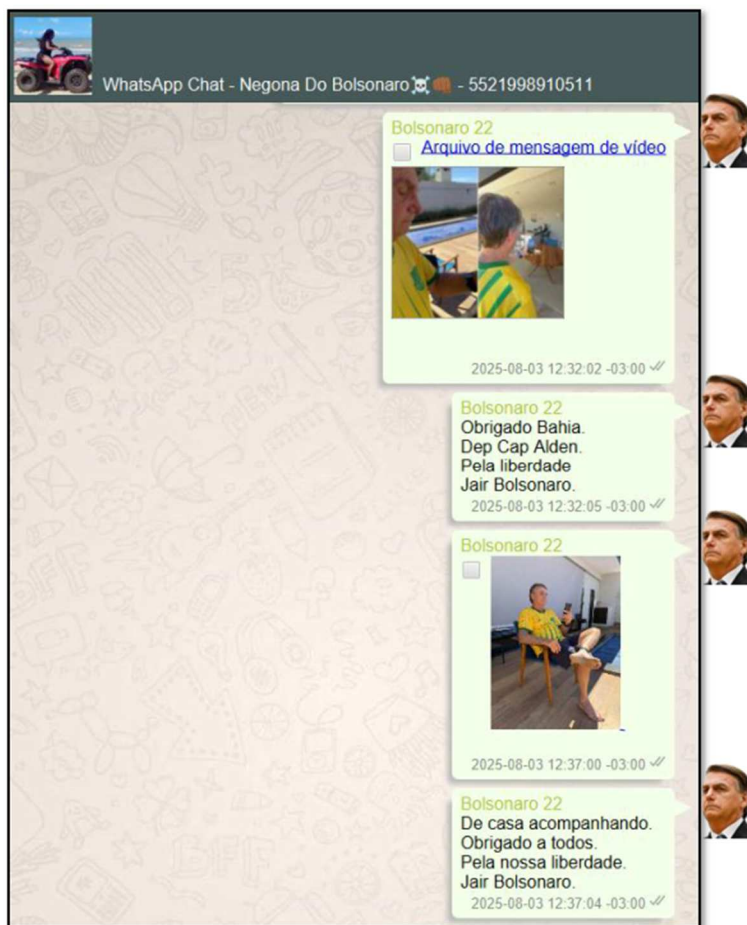 WhatsApp Chat - Negona Do Bolsonaro☠️👊🏾 - 5521998910511
Bolsonaro 22
Arquivo de mensagem de vídeo
2025-08-03 12:32:02 -03:00
Bolsonaro 22
Obrigado Bahia.
Dep Cap Alden.
Pela liberdade
Jair Bolsonaro.
2025-08-03 12:32:05 -03:00
Bolsonaro 22
2025-08-03 12:37:00 -03:00
Bolsonaro 22
De casa acompanhando.
Obrigado a todos.
Pela nossa liberdade.
Jair Bolsonaro.
2025-08-03 12:37:04 -03:00